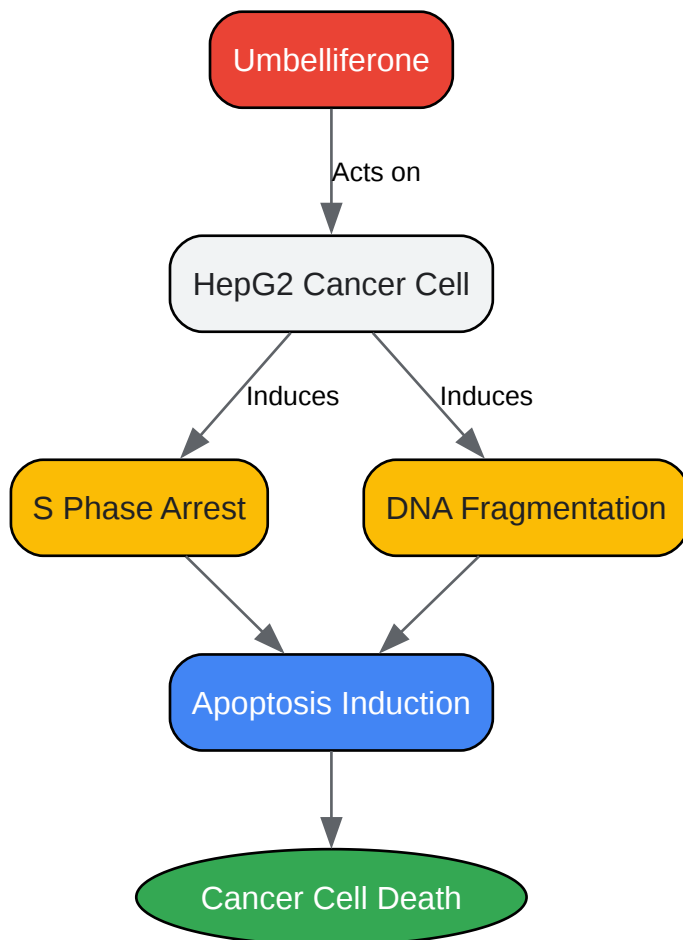 Umbelliferone
Acts on
HepG2 Cancer Cell
Induces
Induces
S Phase Arrest
DNA Fragmentation
Apoptosis Induction
Cancer Cell Death